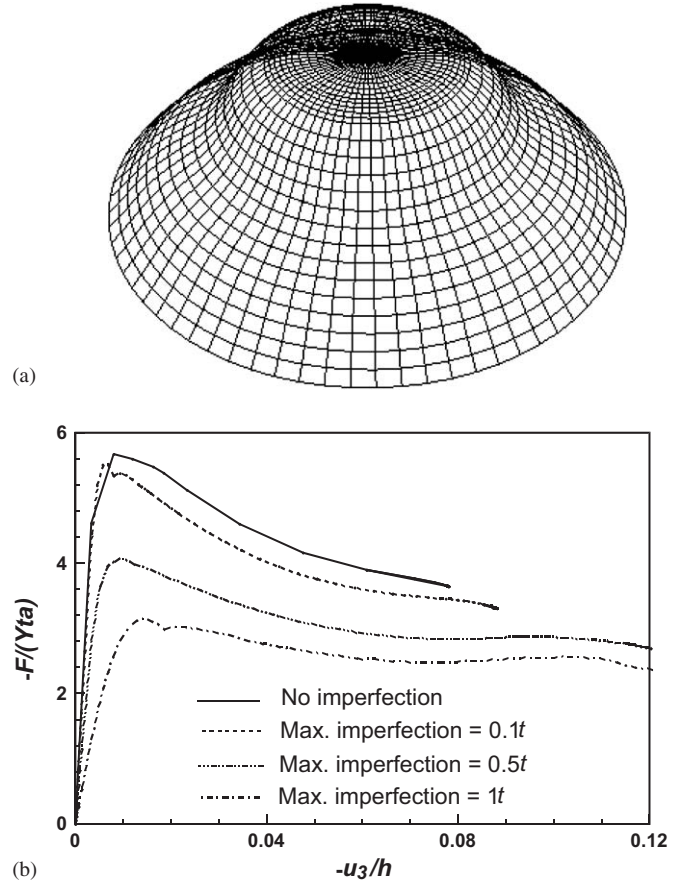 (a)
6
4
2
0
-F/(Yta)
No imperfection
Max. imperfection = 0.1t
Max. imperfection = 0.5t
Max. imperfection = 1t
0
0.04
0.08
0.12
(b)
-u3/h